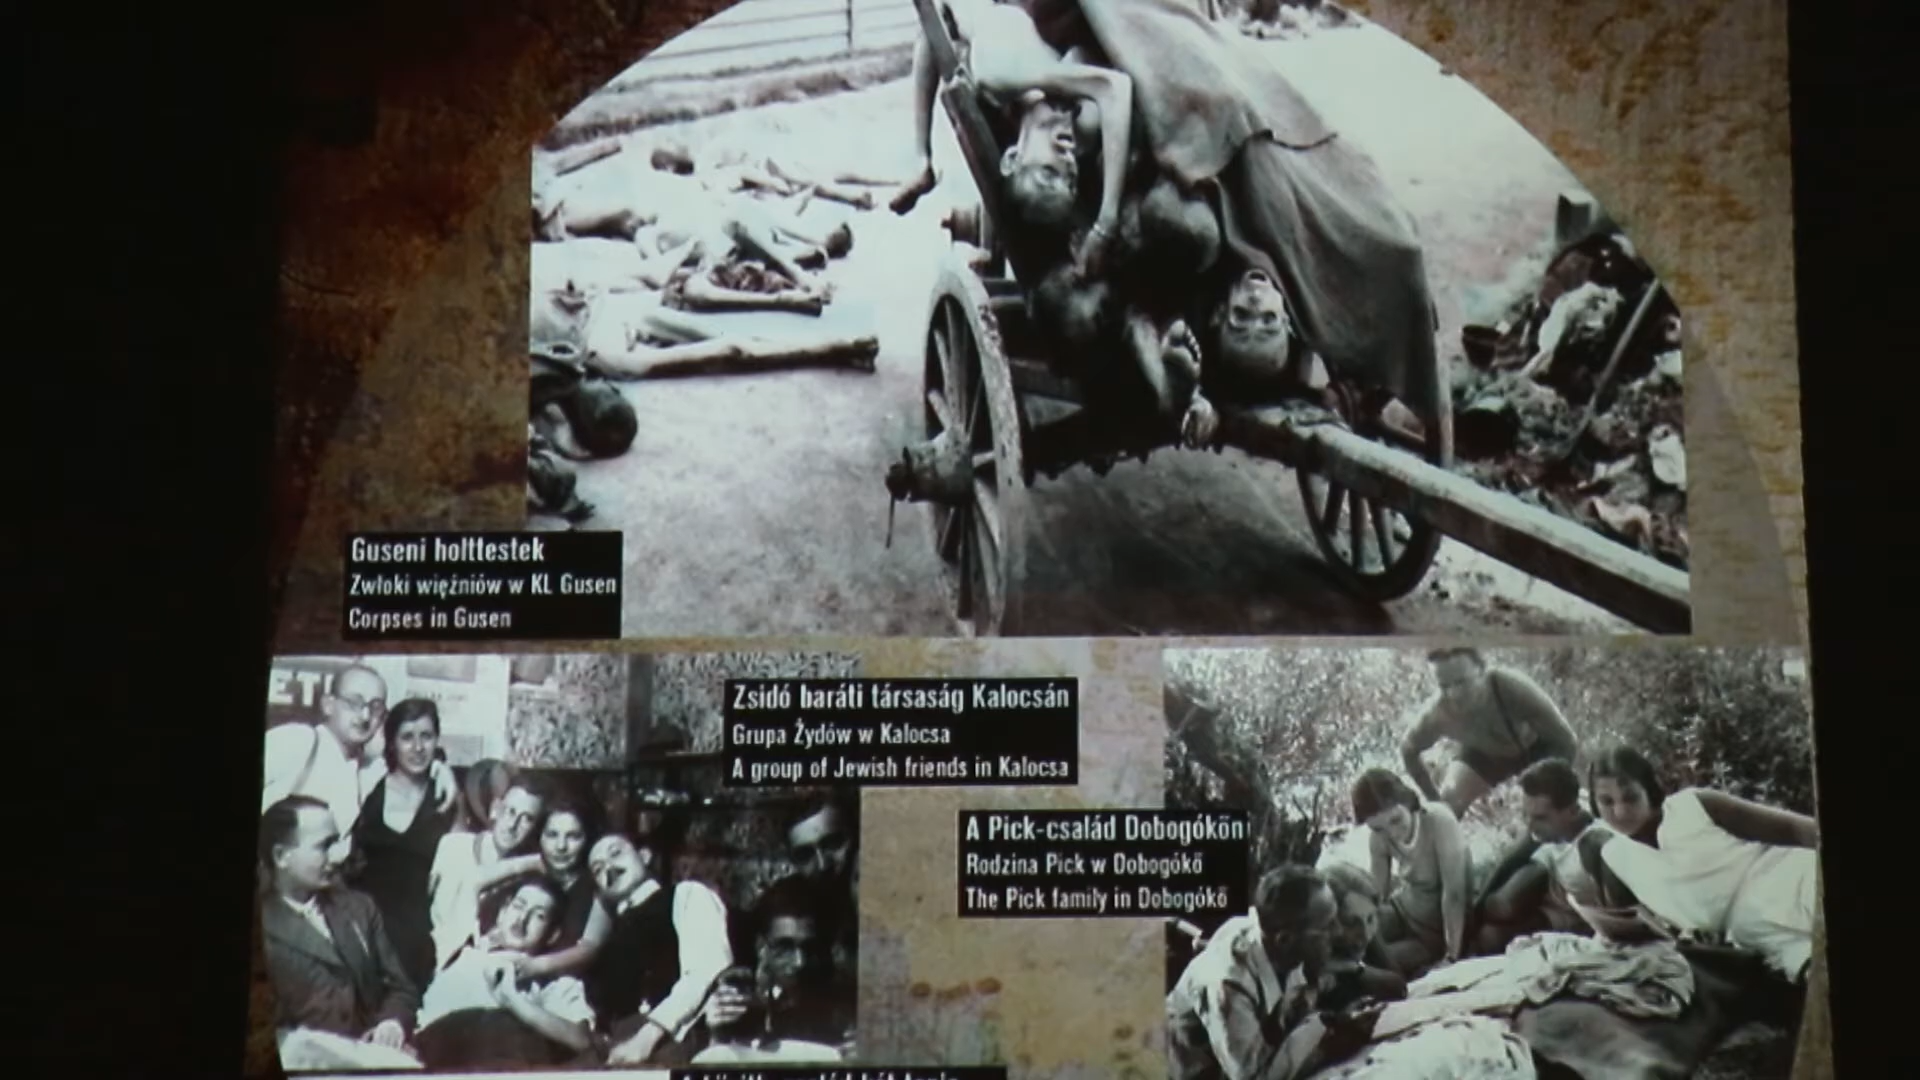 Guseni holttestek
Zwłoki więźniów w KL Gusen
Corpses in Gusen
ET!
Zsidó baráti társaság Kalocsán
Grupa Żydów w Kalocsa
A group of Jewish friends in Kalocsa
A Pick-család Dobogókőn
Rodzina Pick w Dobogókő
The Pick family in Dobogókő